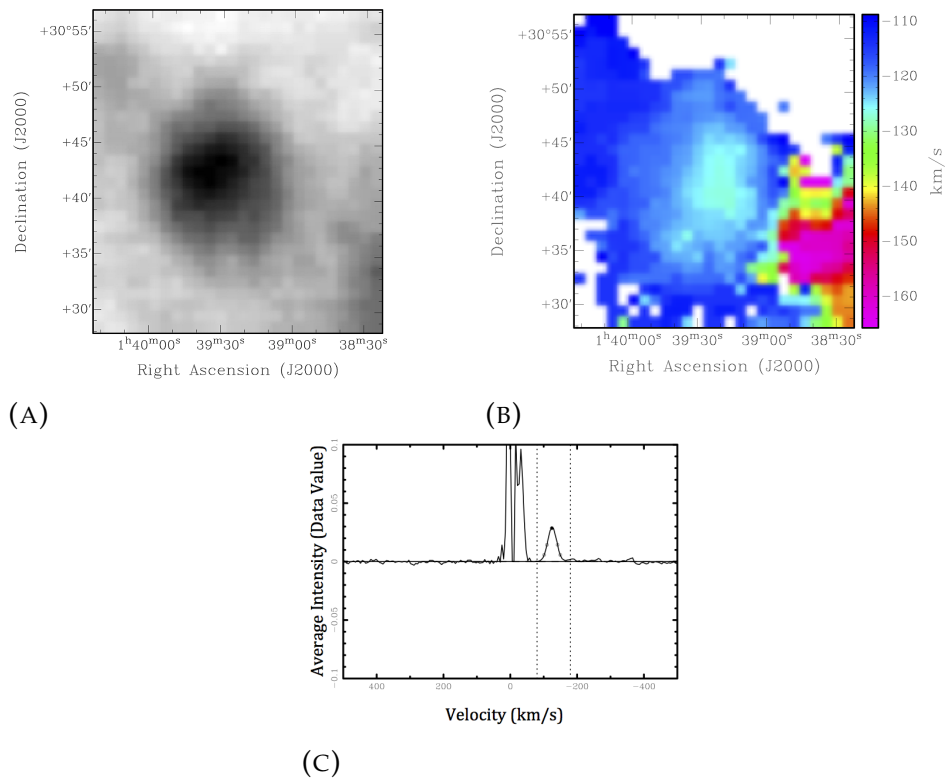 +30°55′
+50′
+45′
+40′
+35′
+30′
1ʰ40ᵐ00ˢ 39ᵐ30ˢ 39ᵐ00ˢ 38ᵐ30ˢ
Right Ascension (J2000)
Declination (J2000)
(A)
+30°55′
+50′
+45′
+40′
+35′
+30′
1ʰ40ᵐ00ˢ 39ᵐ30ˢ 39ᵐ00ˢ 38ᵐ30ˢ
Right Ascension (J2000)
Declination (J2000)
−110
−120
−130
−140
−150
−160
km/s
(B)
Average Intensity (Data Value)
0.1
0.05
0
−0.05
−0.1
400 200 0 −200 −400
Velocity (km/s)
(C)